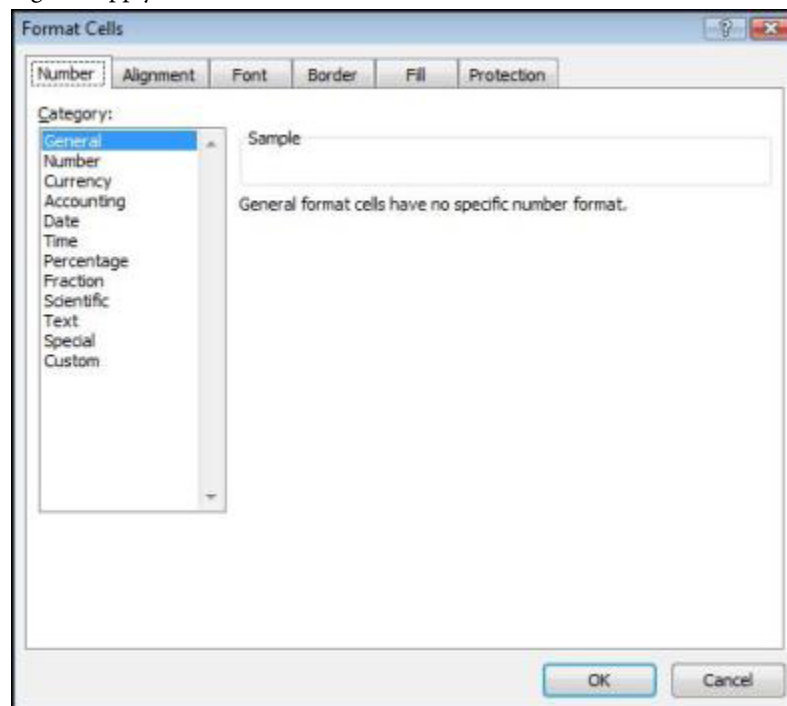 Format Cells
Number Alignment Font Border Fill Protection
Category:
General
Number
Currency
Accounting
Date
Time
Percentage
Fraction
Scientific
Text
Special
Custom
Sample
General format cells have no specific number format.
OK Cancel